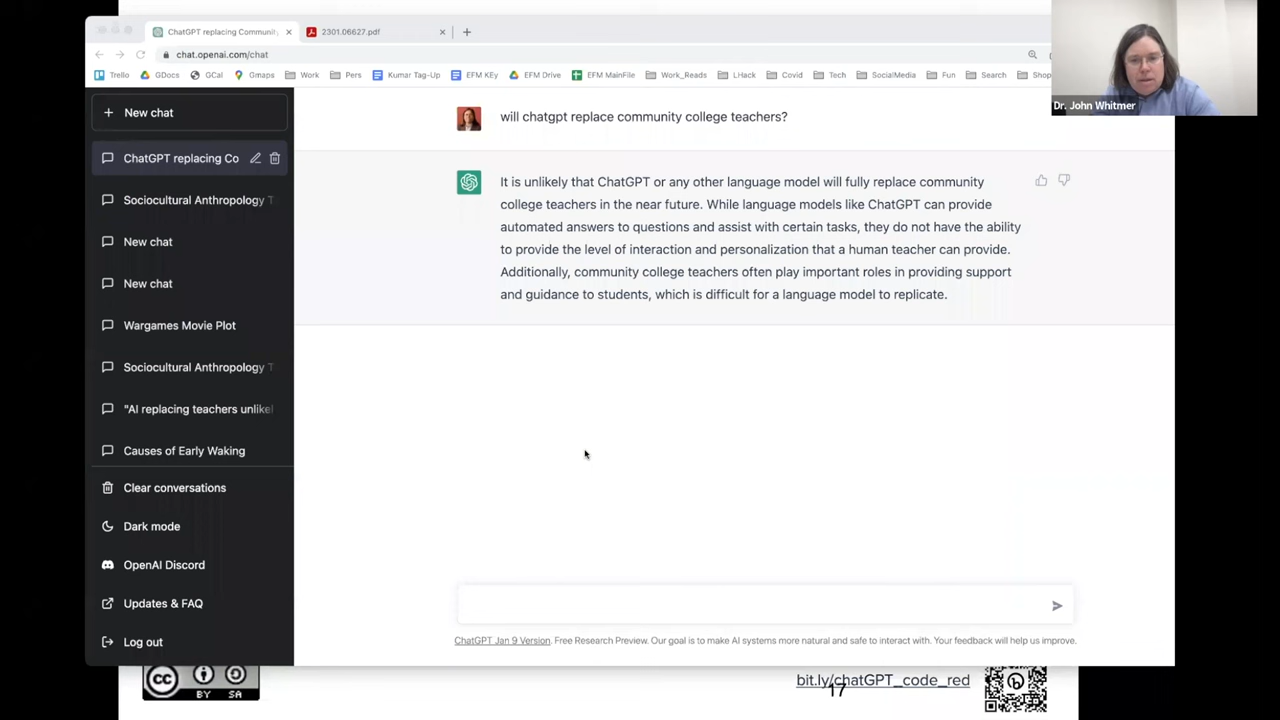 ChatGPT replacing Communit
2301.06627.pdf
chat.openai.com/chat
Trello GDocs GCal Gmaps Work Pers Kumar Tag-Up EFM KEy EFM Drive EFM MainFile Work_Reads LHack Covid Tech SocialMedia Fun Search Shop
Dr. John Whitmer
New chat
ChatGPT replacing Co
Sociocultural Anthropology T
New chat
New chat
Wargames Movie Plot
Sociocultural Anthropology T
"AI replacing teachers unlikel
Causes of Early Waking
Clear conversations
Dark mode
OpenAI Discord
Updates & FAQ
Log out
will chatgpt replace community college teachers?
It is unlikely that ChatGPT or any other language model will fully replace community
college teachers in the near future. While language models like ChatGPT can provide
automated answers to questions and assist with certain tasks, they do not have the ability
to provide the level of interaction and personalization that a human teacher can provide.
Additionally, community college teachers often play important roles in providing support
and guidance to students, which is difficult for a language model to replicate.
ChatGPT Jan 9 Version. Free Research Preview. Our goal is to make AI systems more natural and safe to interact with. Your feedback will help us improve.
CC BY SA
bit.ly/chatGPT_code_red
17